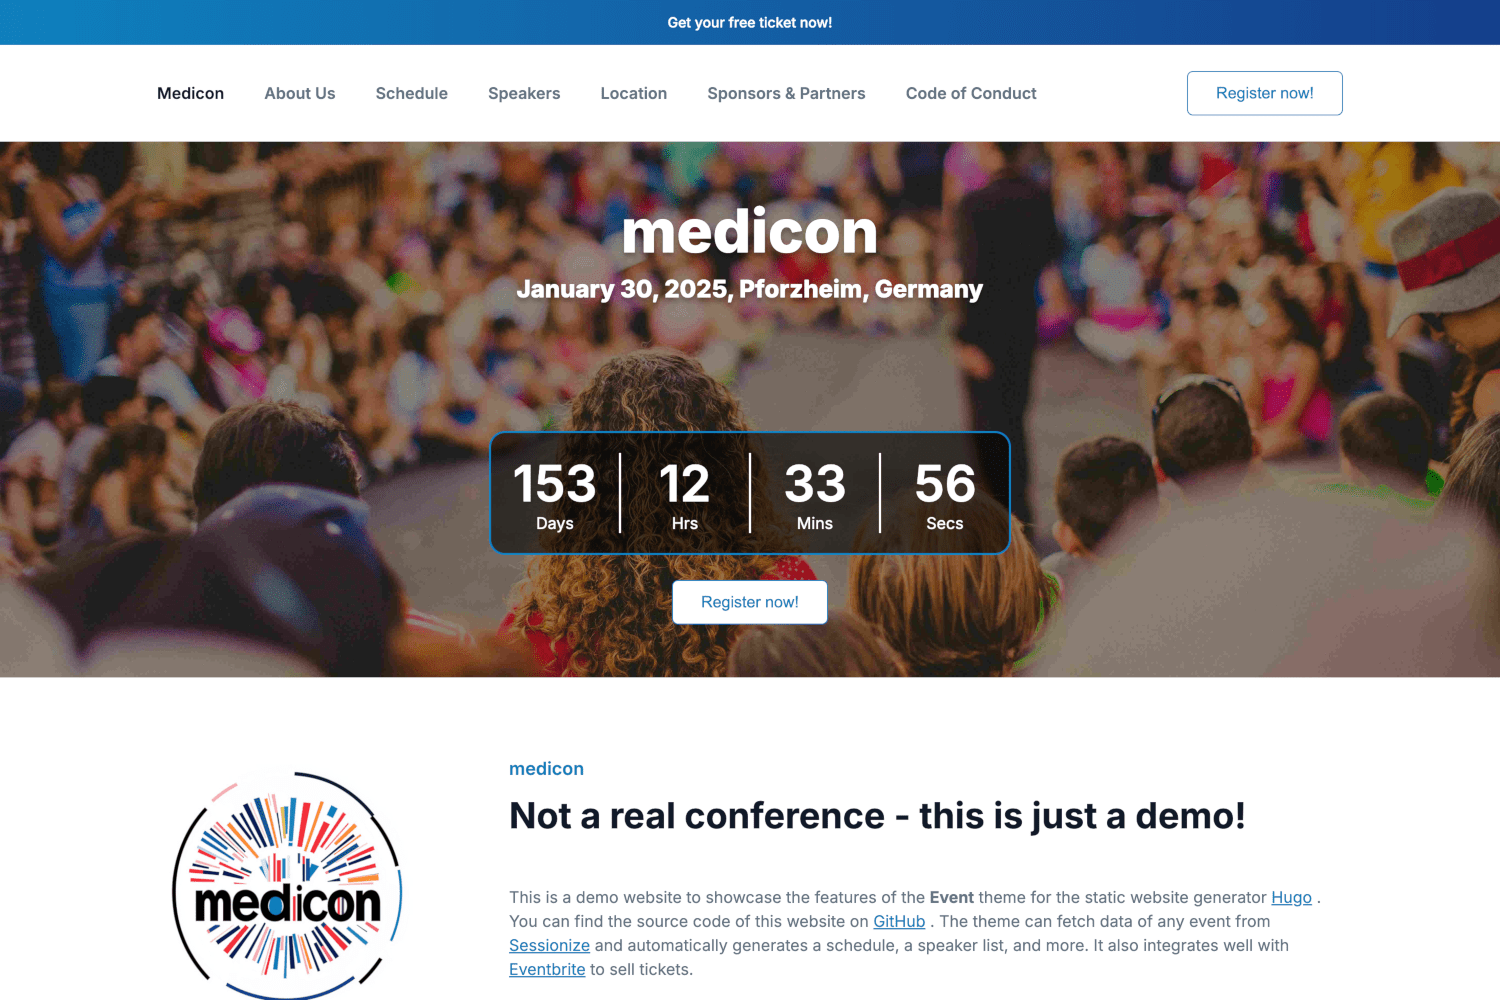 Get your free ticket now!
Medicon
About Us
Schedule
Speakers
Location
Sponsors & Partners
Code of Conduct
Register now!
medicon
January 30, 2025, Pforzheim, Germany
153
12
33
56
Days
Hrs
Mins
Secs
Register now!
medicon
medicon
Not a real conference - this is just a demo!
This is a demo website to showcase the features of the Event theme for the static website generator Hugo .
You can find the source code of this website on GitHub . The theme can fetch data of any event from
Sessionize and automatically generates a schedule, a speaker list, and more. It also integrates well with
Eventbrite to sell tickets.